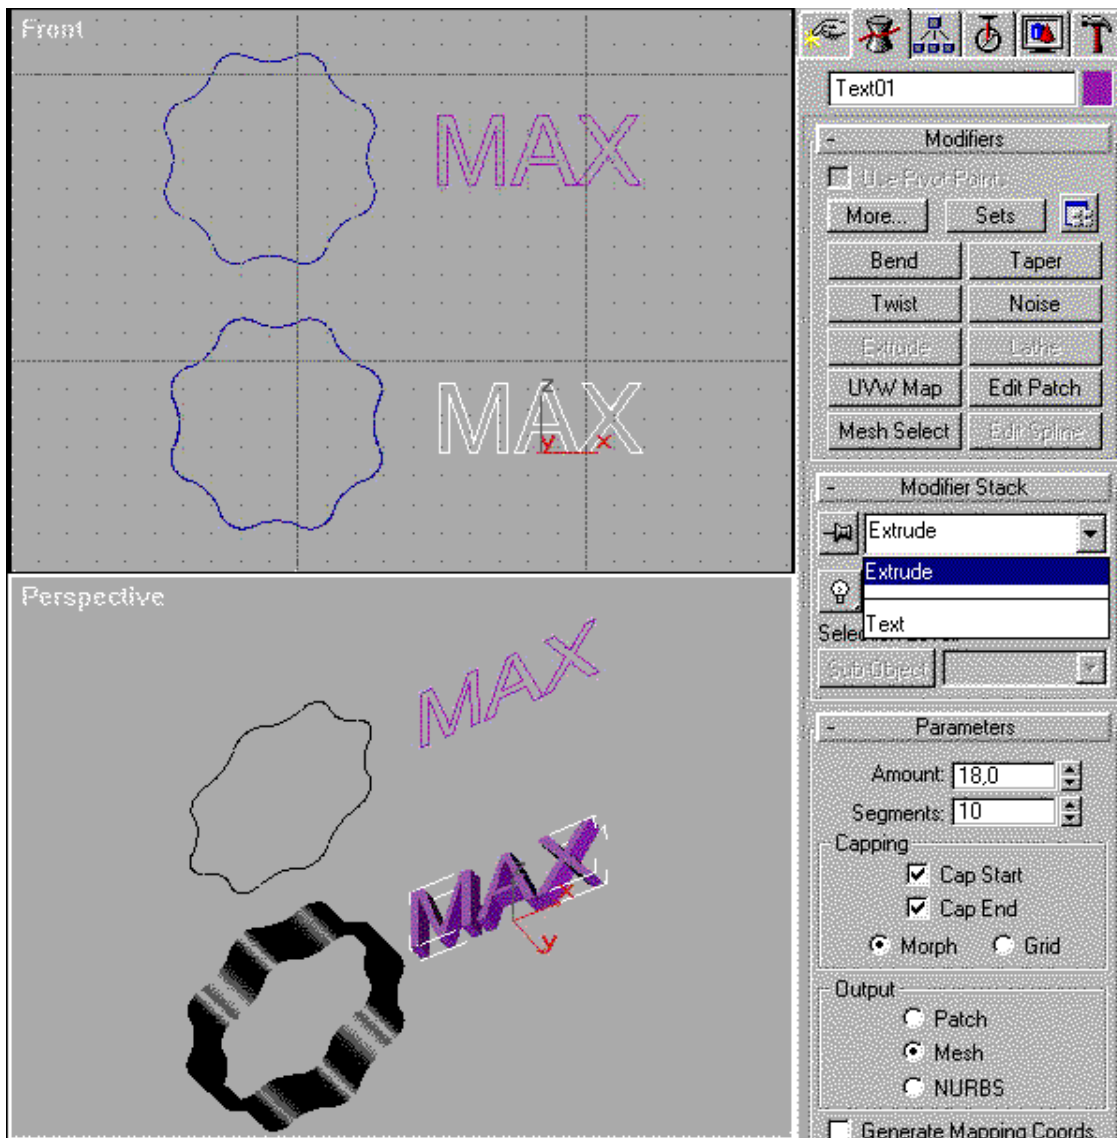 Front
MAX
z
MAX
y x
Perspective
MAX
MAX
x
y
Text01
- Modifiers
Use Pivot Points
More... Sets
Bend Taper
Twist Noise
Extrude Lathe
UVW Map Edit Patch
Mesh Select Edit Spline
- Modifier Stack
Extrude
Extrude
Text
Sub-Object
- Parameters
Amount: 18,0
Segments: 10
Capping
Cap Start
Cap End
Morph Grid
Output
Patch
Mesh
NURBS
Generate Mapping Coords.